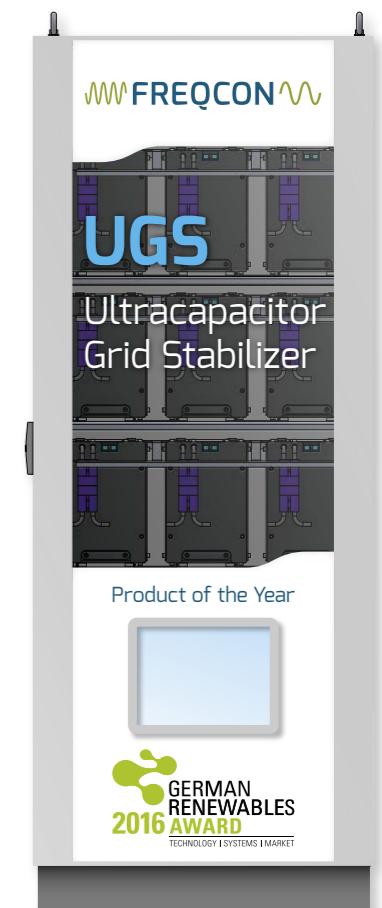 FREQCON
UGS
Ultracapacitor
Grid Stabilizer
Product of the Year
GERMAN
RENEWABLES
2016 AWARD
TECHNOLOGY I SYSTEMS I MARKET